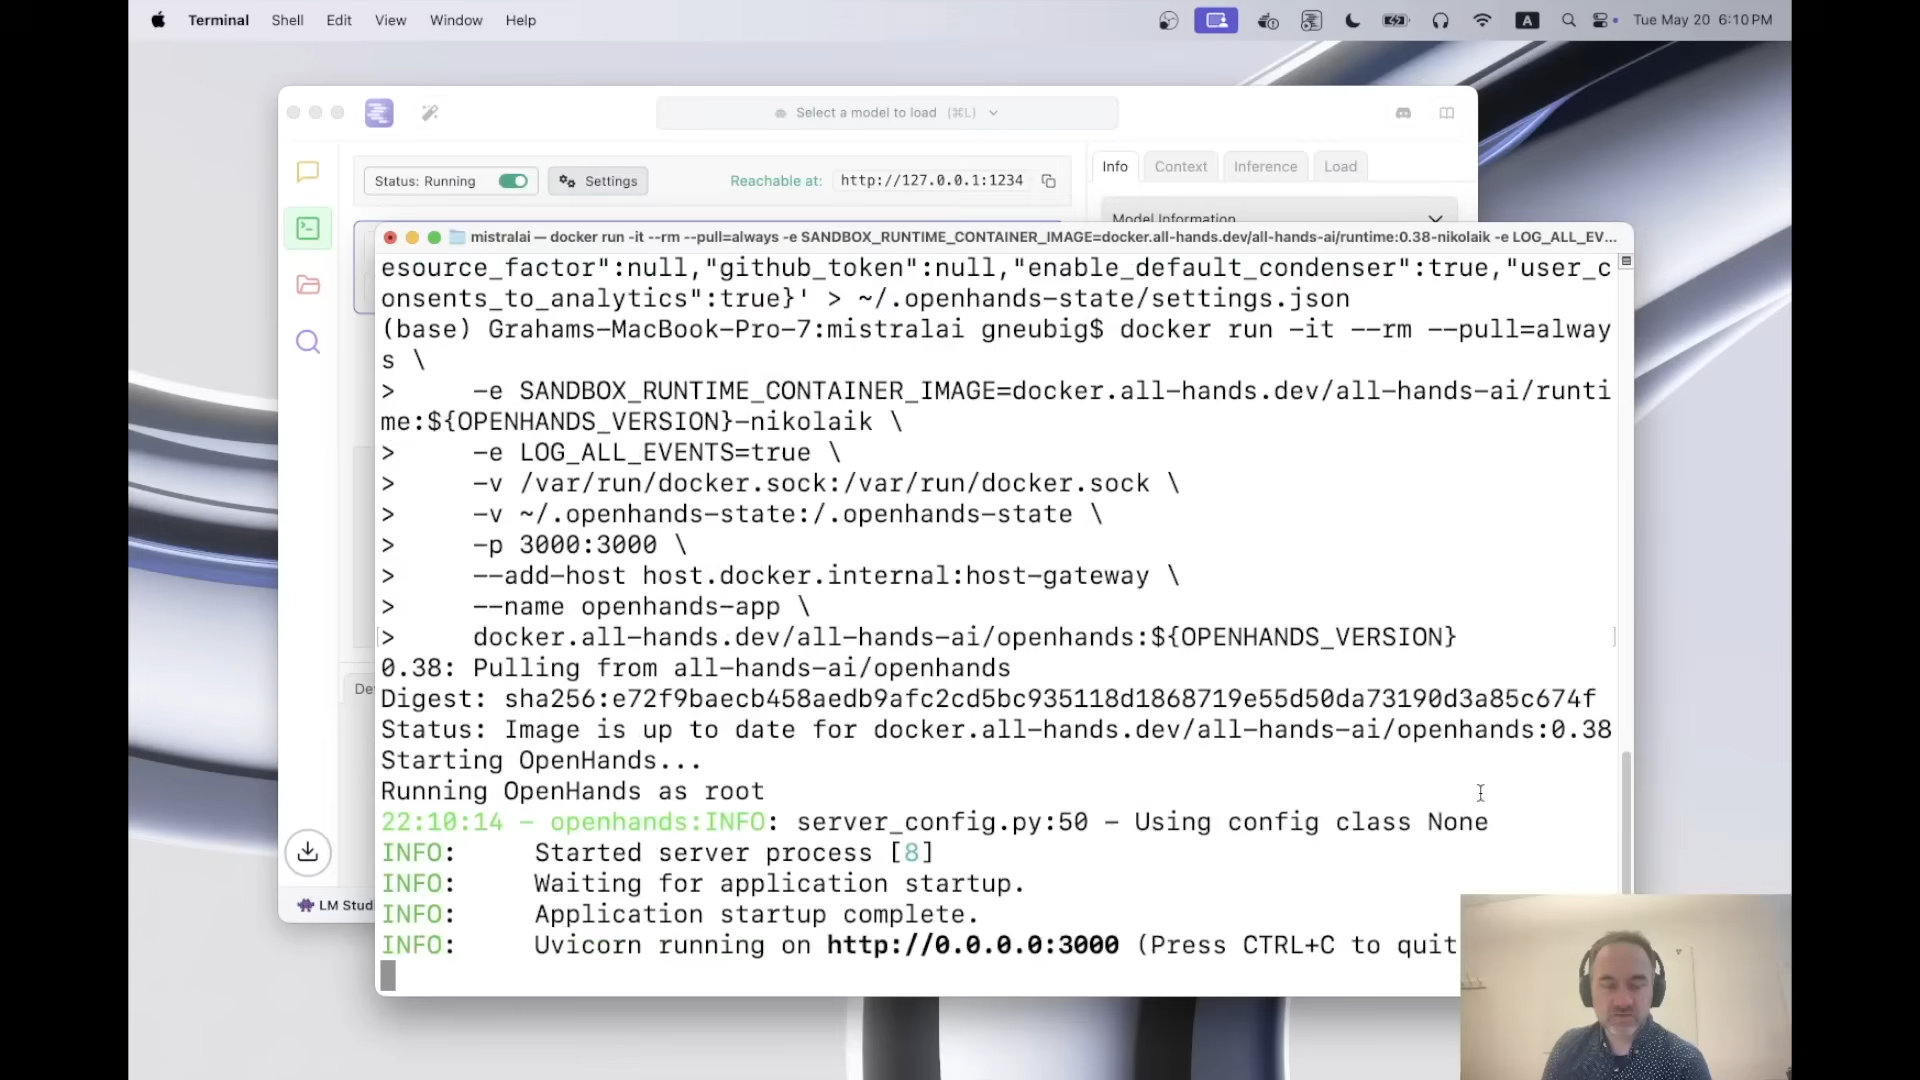 Terminal Shell Edit View Window Help
A
Tue May 20 6:10 PM
Select a model to load (⌘L)
Status: Running
Settings
Reachable at: http://127.0.0.1:1234
Info Context Inference Load
Model Information
mistralai — docker run -it --rm --pull=always -e SANDBOX_RUNTIME_CONTAINER_IMAGE=docker.all-hands.dev/all-hands-ai/runtime:0.38-nikolaik -e LOG_ALL_EV...
esource_factor":null,"github_token":null,"enable_default_condenser":true,"user_c
onsents_to_analytics":true}' > ~/.openhands-state/settings.json
(base) Grahams-MacBook-Pro-7:mistralai gneubig$ docker run -it --rm --pull=alway
s \
> -e SANDBOX_RUNTIME_CONTAINER_IMAGE=docker.all-hands.dev/all-hands-ai/runti
me:${OPENHANDS_VERSION}-nikolaik \
> -e LOG_ALL_EVENTS=true \
> -v /var/run/docker.sock:/var/run/docker.sock \
> -v ~/.openhands-state:/.openhands-state \
> -p 3000:3000 \
> --add-host host.docker.internal:host-gateway \
> --name openhands-app \
> docker.all-hands.dev/all-hands-ai/openhands:${OPENHANDS_VERSION}
0.38: Pulling from all-hands-ai/openhands
De
Digest: sha256:e72f9baecb458aedb9afc2cd5bc935118d1868719e55d50da73190d3a85c674f
Status: Image is up to date for docker.all-hands.dev/all-hands-ai/openhands:0.38
Starting OpenHands...
Running OpenHands as root
22:10:14 - openhands:INFO: server_config.py:50 - Using config class None
INFO: Started server process [8]
INFO: Waiting for application startup.
LM Stud
INFO: Application startup complete.
INFO: Uvicorn running on http://0.0.0.0:3000 (Press CTRL+C to quit